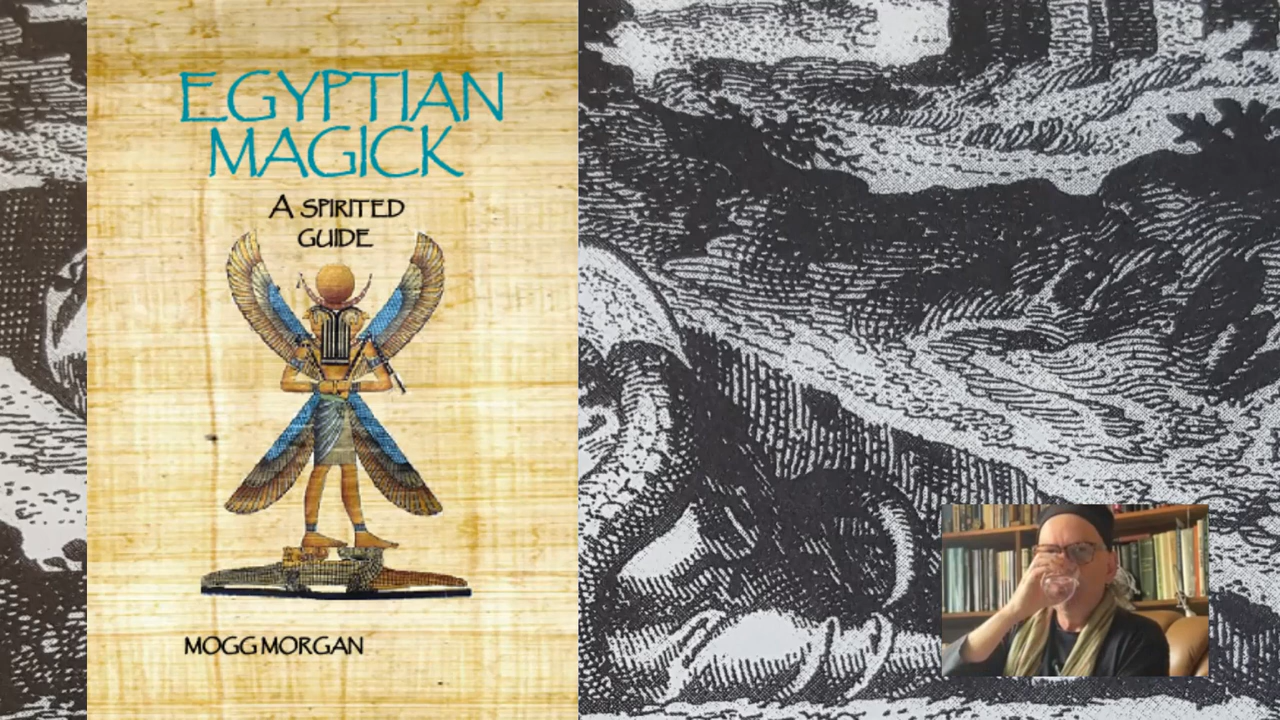 EGYPTIAN
MAGICK
A SPIRITED
GUIDE
MOGG MORGAN